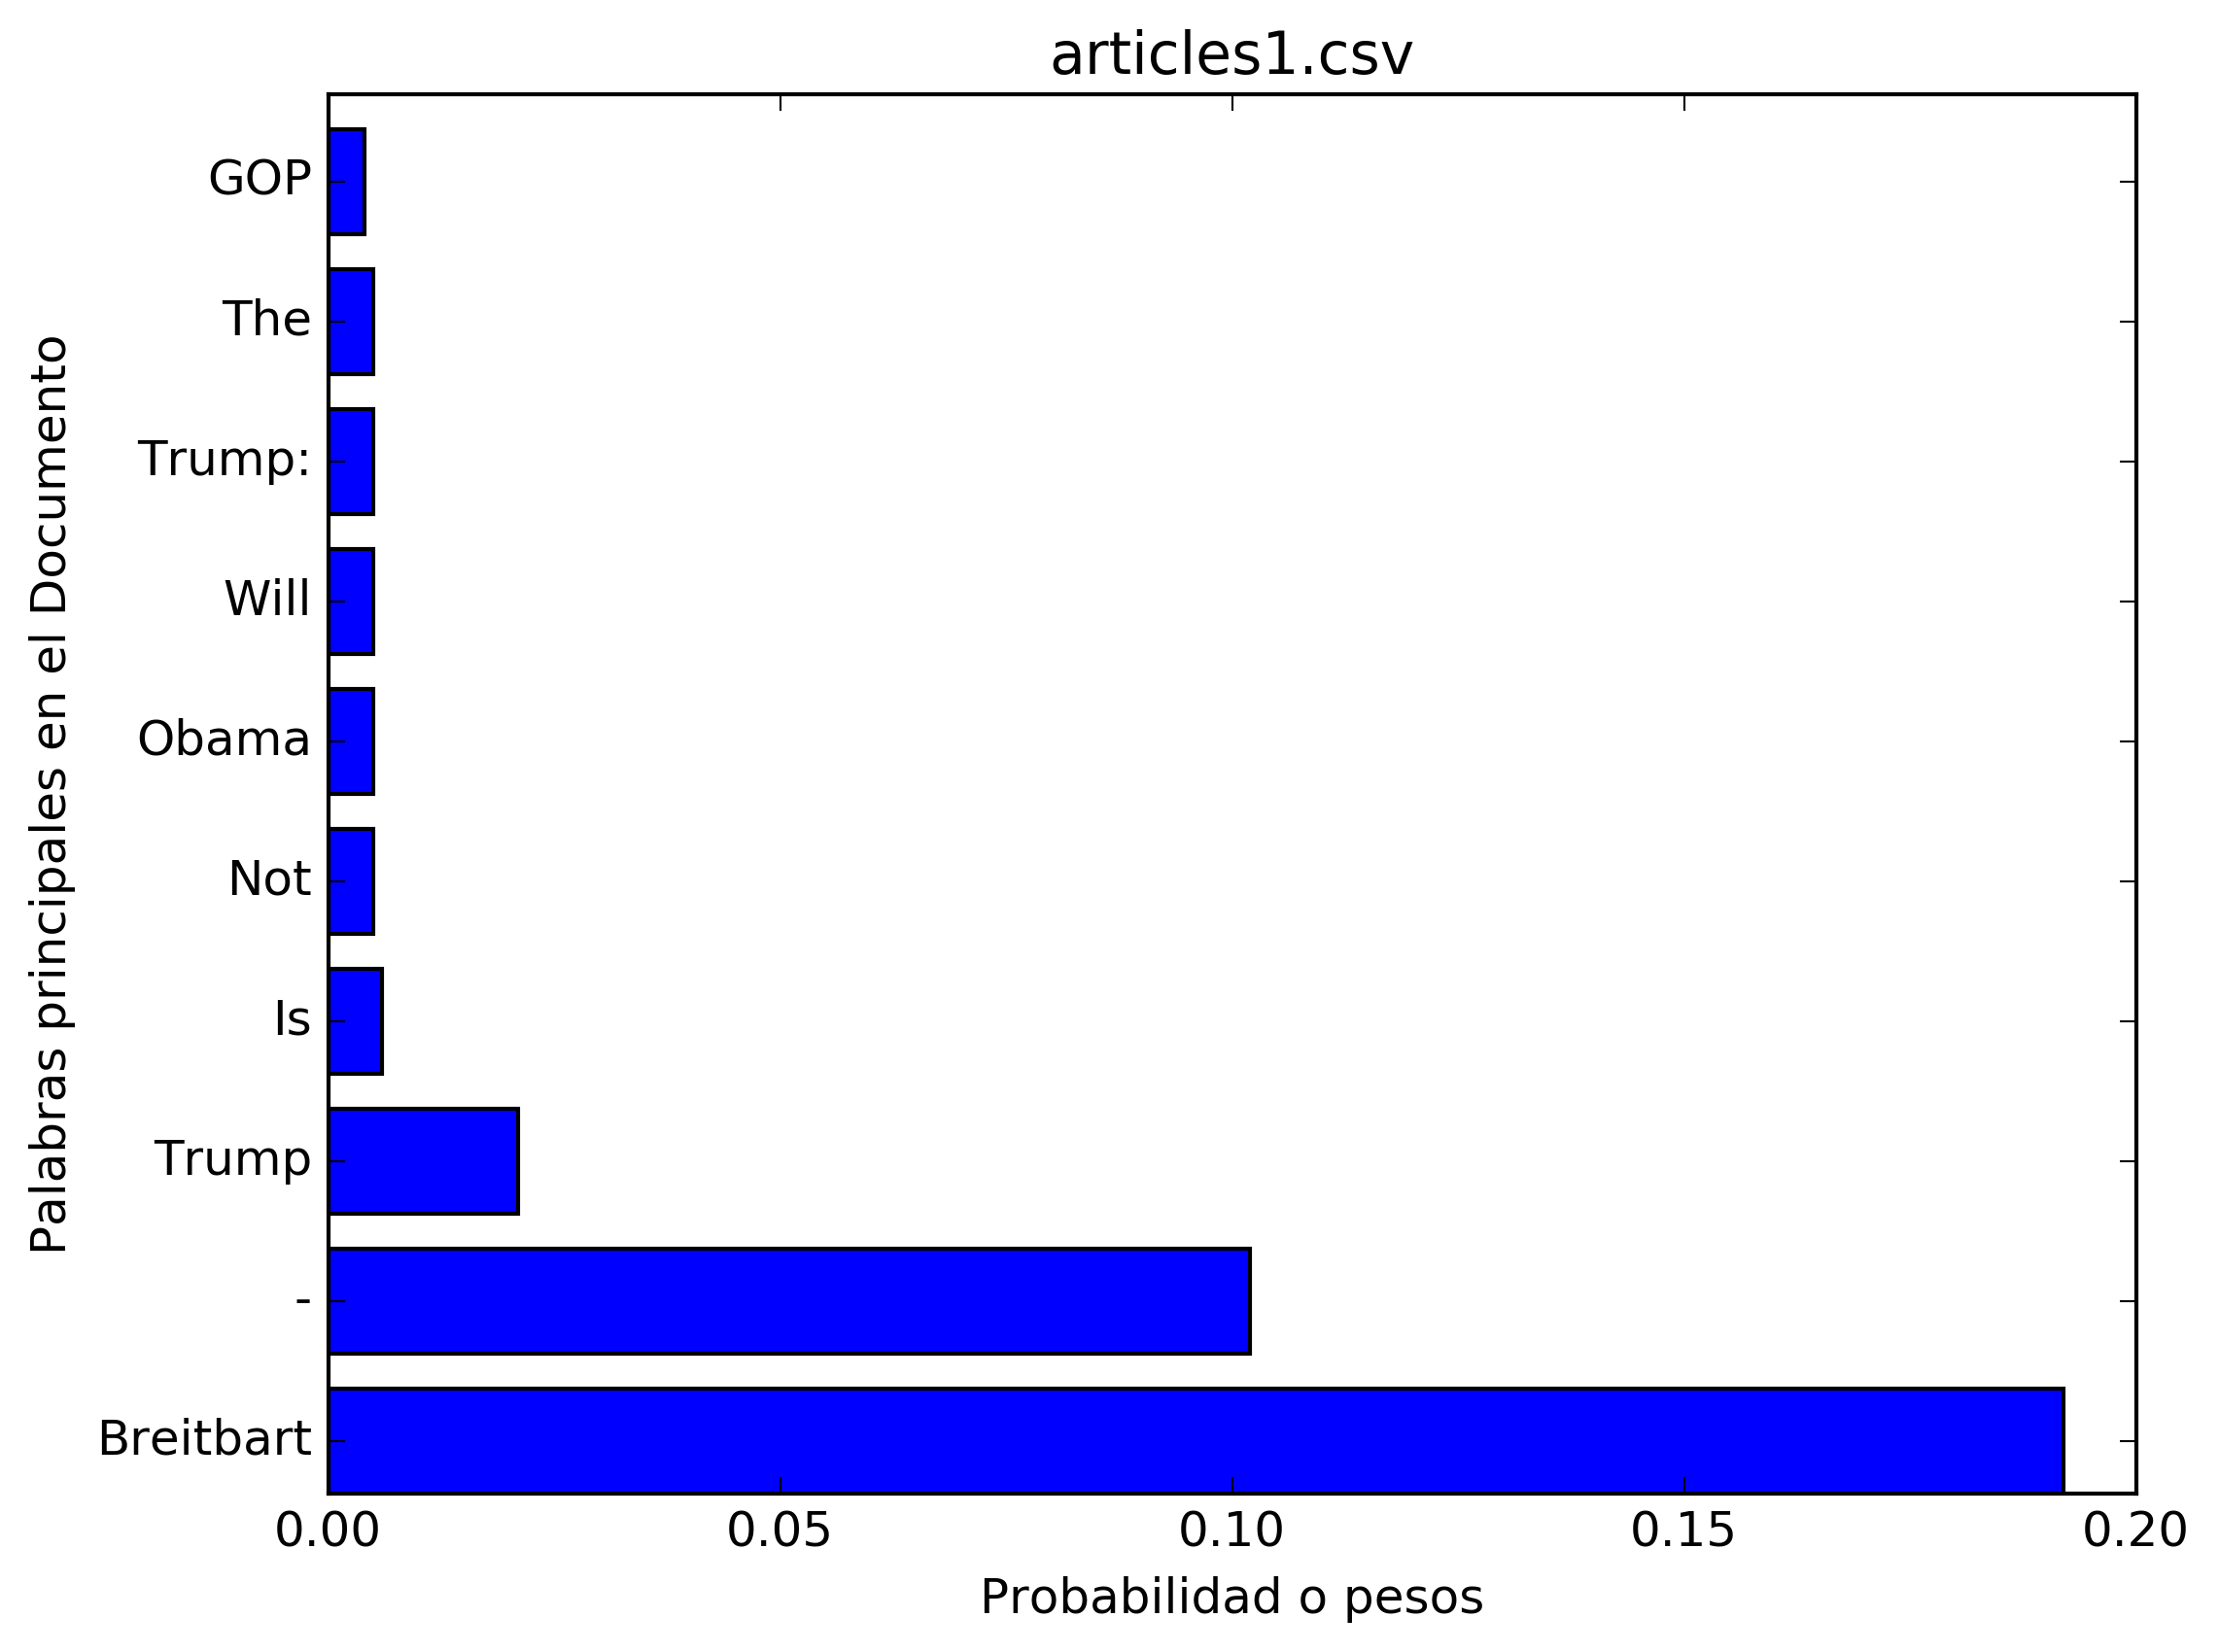 articles1.csv
Palabras principales en el Documento
GOP
The
Trump:
Will
Obama
Not
Is
Trump
-
Breitbart
0.00 0.05 0.10 0.15 0.20
Probabilidad o pesos